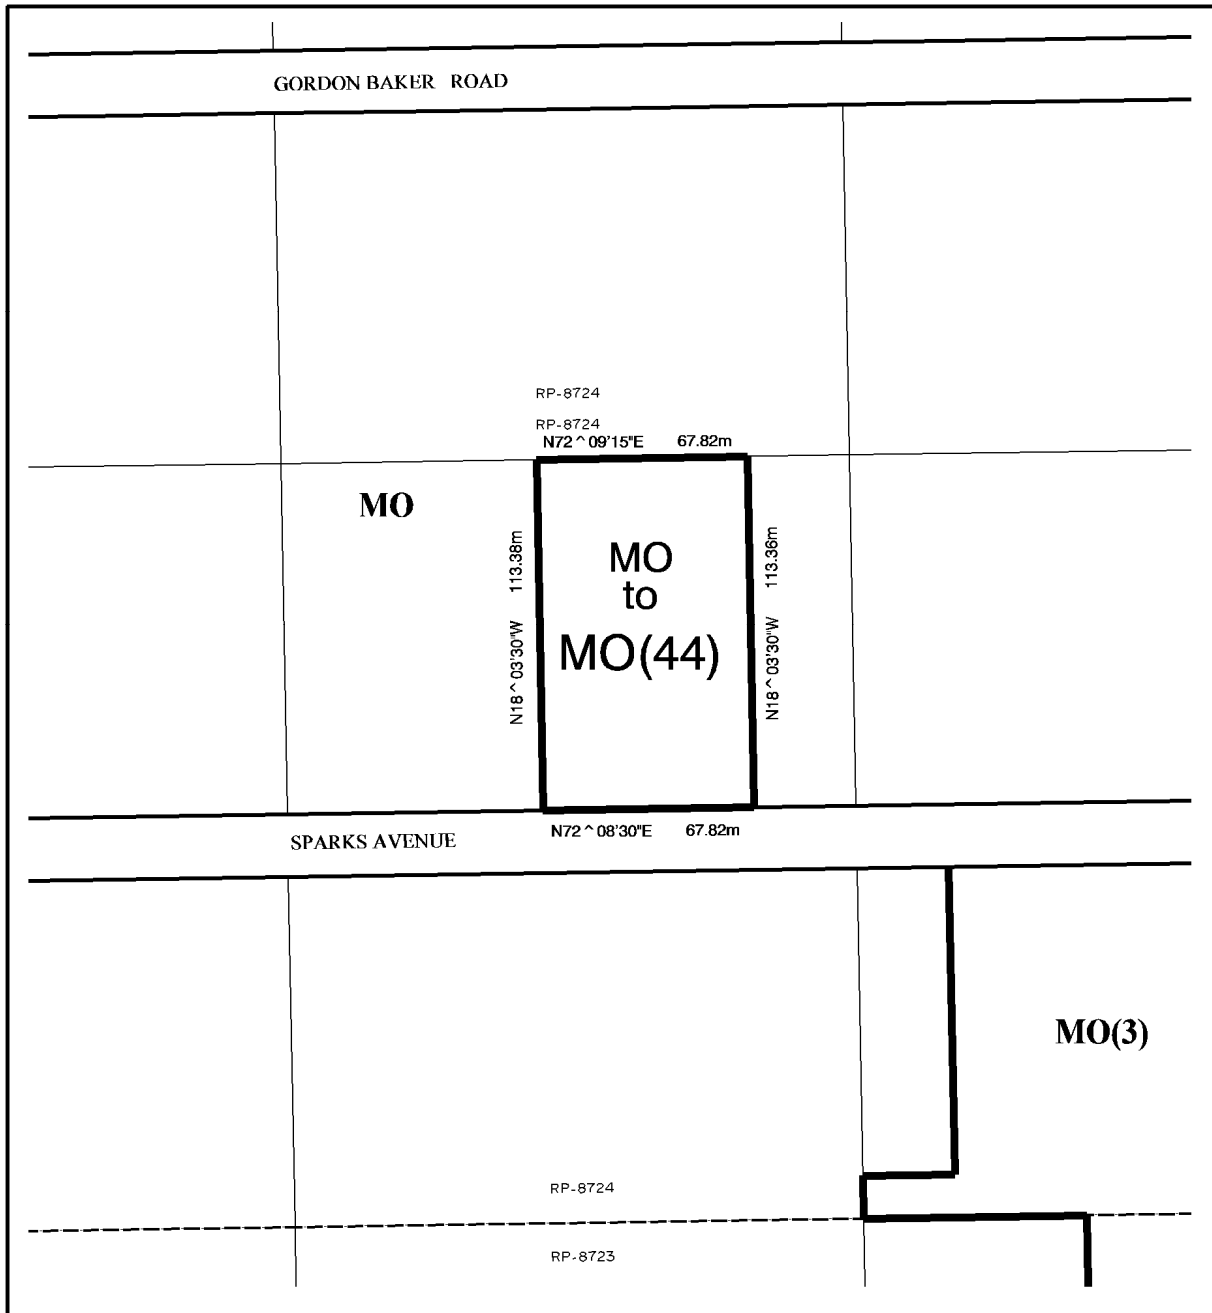 GORDON BAKER ROAD
RP-8724
RP-8724
N72^09'15"E 67.82m
MO
N18^03'30"W 113.38m
MO
to
MO(44)
N18^03'30"W 113.36m
SPARKS AVENUE
N72^08'30"E 67.82m
MO(3)
RP-8724
RP-8723